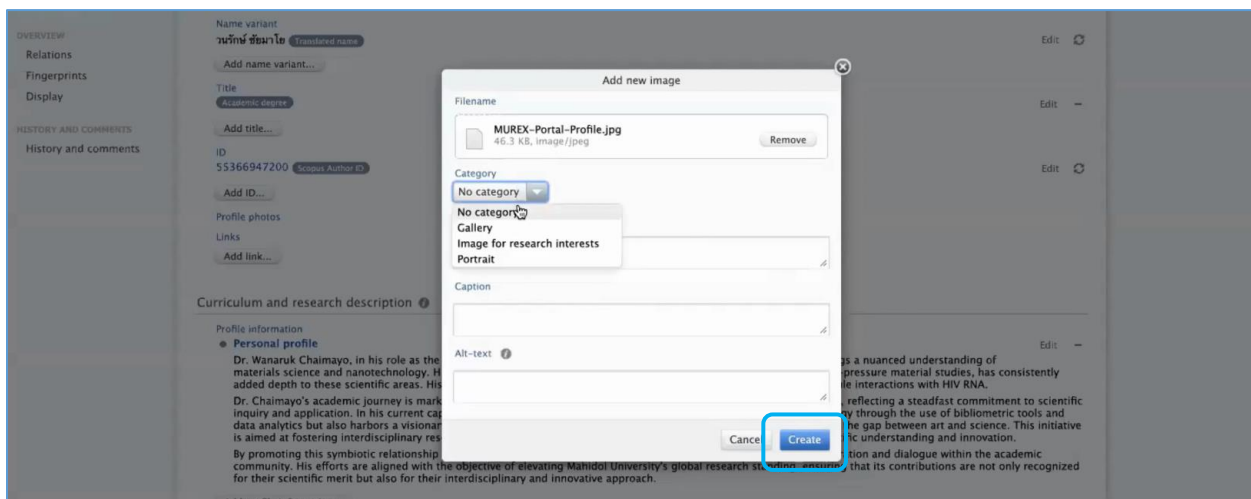 OVERVIEW
Relations
Fingerprints
Display
HISTORY AND COMMENTS
History and comments
Name variant
วนรักษ์ ชัยมาโย Translated name
Edit
Add name variant...
Title
Academic degree
Edit
Add title...
ID
55366947200 Scopus Author ID
Edit
Add ID...
Profile photos
Links
Add link...
Curriculum and research description
Profile information
Personal profile
Edit
Dr. Wanaruk Chaimayo, in his role as the
gs a nuanced understanding of
materials science and nanotechnology. H
-pressure material studies, has consistently
added depth to these scientific areas. His
le interactions with HIV RNA.
Dr. Chaimayo's academic journey is mark
, reflecting a steadfast commitment to scientific
inquiry and application. In his current cap
gy through the use of bibliometric tools and
data analytics but also harbors a visionar
he gap between art and science. This initiative
is aimed at fostering interdisciplinary res
fic understanding and innovation.
By promoting this symbiotic relationship
tion and dialogue within the academic
community. His efforts are aligned with the objective of elevating Mahidol University's global research standing, ensuring that its contributions are not only recognized
for their scientific merit but also for their interdisciplinary and innovative approach.
Add new image
Filename
MUREX-Portal-Profile.jpg
46.3 KB, image/jpeg
Remove
Category
No category
No category
Gallery
Image for research interests
Portrait
Caption
Alt-text
Cancel
Create